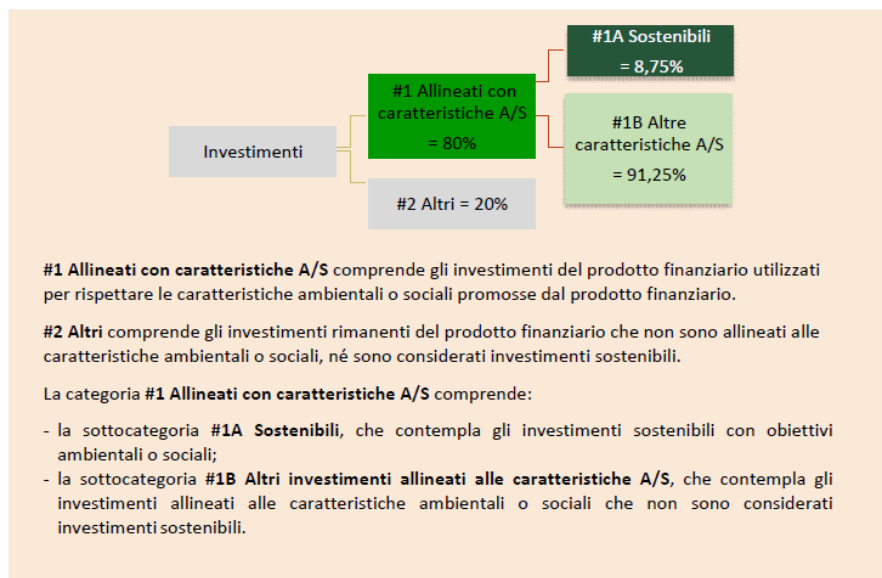 #1A Sostenibili
= 8,75%
#1 Allineati con
caratteristiche A/S
= 80%
#1B Altre
caratteristiche A/S
= 91,25%
Investimenti
#2 Altri = 20%
#1 Allineati con caratteristiche A/S comprende gli investimenti del prodotto finanziario utilizzati
per rispettare le caratteristiche ambientali o sociali promosse dal prodotto finanziario.
#2 Altri comprende gli investimenti rimanenti del prodotto finanziario che non sono allineati alle
caratteristiche ambientali o sociali, né sono considerati investimenti sostenibili.
La categoria #1 Allineati con caratteristiche A/S comprende:
- la sottocategoria #1A Sostenibili, che contempla gli investimenti sostenibili con obiettivi
ambientali o sociali;
- la sottocategoria #1B Altri investimenti allineati alle caratteristiche A/S, che contempla gli
investimenti allineati alle caratteristiche ambientali o sociali che non sono considerati
investimenti sostenibili.